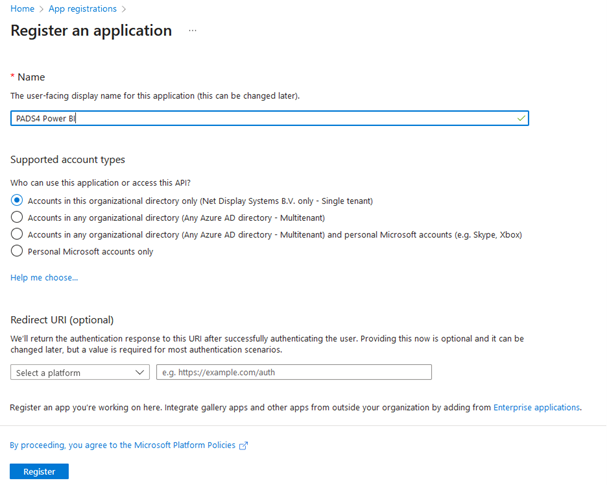 Home > App registrations >
Register an application ...
* Name
The user-facing display name for this application (this can be changed later).
PADS4 Power BI
Supported account types
Who can use this application or access this API?
Accounts in this organizational directory only (Net Display Systems B.V. only - Single tenant)
Accounts in any organizational directory (Any Azure AD directory - Multitenant)
Accounts in any organizational directory (Any Azure AD directory - Multitenant) and personal Microsoft accounts (e.g. Skype, Xbox)
Personal Microsoft accounts only
Help me choose...
Redirect URI (optional)
We'll return the authentication response to this URI after successfully authenticating the user. Providing this now is optional and it can be
changed later, but a value is required for most authentication scenarios.
Select a platform
e.g. https://example.com/auth
Register an app you're working on here. Integrate gallery apps and other apps from outside your organization by adding from Enterprise applications.
By proceeding, you agree to the Microsoft Platform Policies
Register